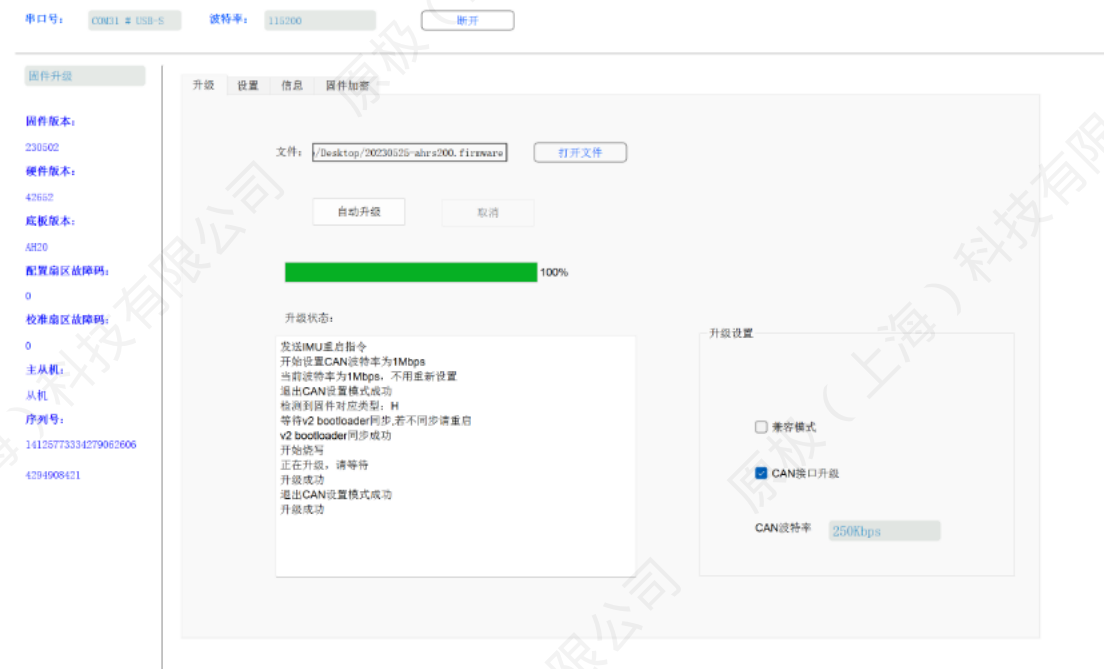 串口号： COM31 # USB-S 波特率： 115200 断开
固件升级
升级 设置 信息 固件加密
固件版本：
230502
硬件版本：
42652
底板版本：
AH20
配置扇区故障码：
0
校准扇区故障码：
0
主从机：
从机
序列号：
14125773334279062606
4294908421
文件： /Desktop/20230525-ahrs200.firmware 打开文件
自动升级 取消
100%
升级状态：
发送IMU重启指令
开始设置CAN波特率为1Mbps
当前波特率为1Mbps，不用重新设置
退出CAN设置模式成功
检测到固件对应类型：H
等待v2 bootloader同步,若不同步请重启
v2 bootloader同步成功
开始烧写
正在升级，请等待
升级成功
退出CAN设置模式成功
升级成功
升级设置
兼容模式
CAN接口升级
CAN波特率 250Kbps
原极（上海）科技有限公司